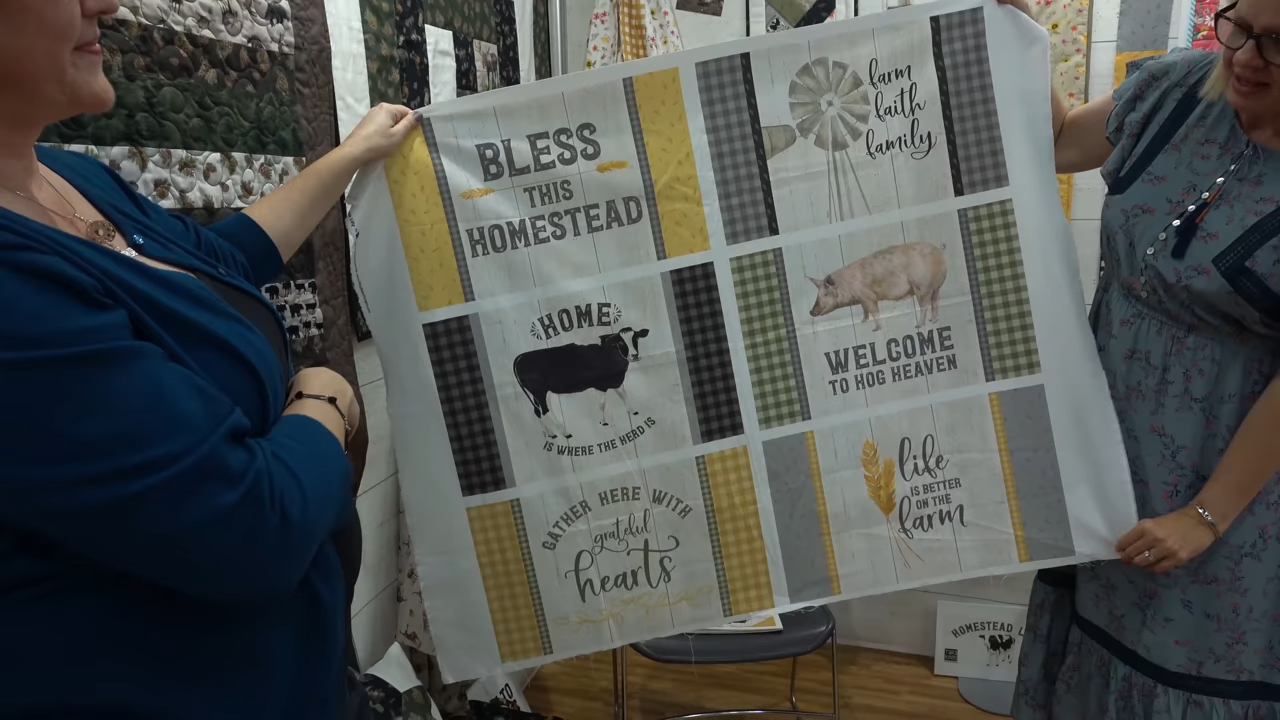 BLESS
THIS
HOMESTEAD
farm
faith
family
HOME
IS WHERE THE HERD IS
WELCOME
TO HOG HEAVEN
GATHER HERE WITH
grateful
hearts
life
IS BETTER
ON THE
farm
HOMESTEAD L